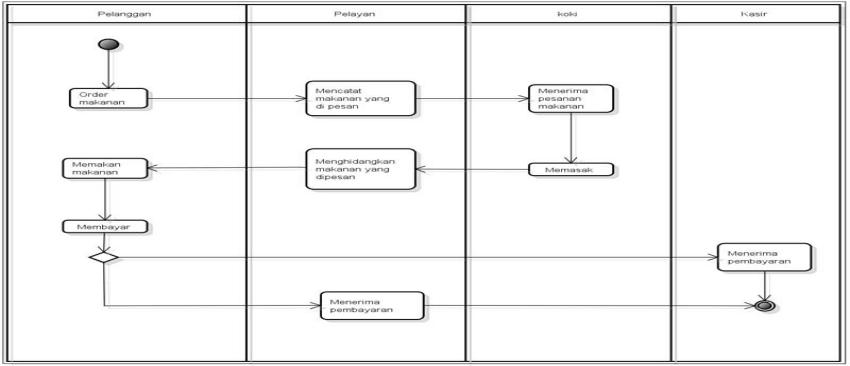 Pelanggan
Pelayan
koki
Kasir
Order
makanan
Mencatat
makanan yang
di pesan
Menerima
pesanan
makanan
Memakan
makanan
Menghidangkan
makanan yang
dipesan
Memasak
Membayar
Menerima
pembayaran
Menerima
pembayaran